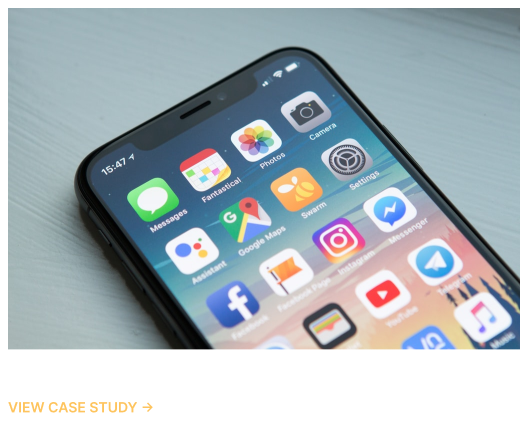 15:47
Messages
Fantastical
Photos
Camera
Assistant
Google Maps
Swarm
Settings
Facebook
Facebook Page
Instagram
Messenger
YouTube
Telegram
Music
VIEW CASE STUDY →